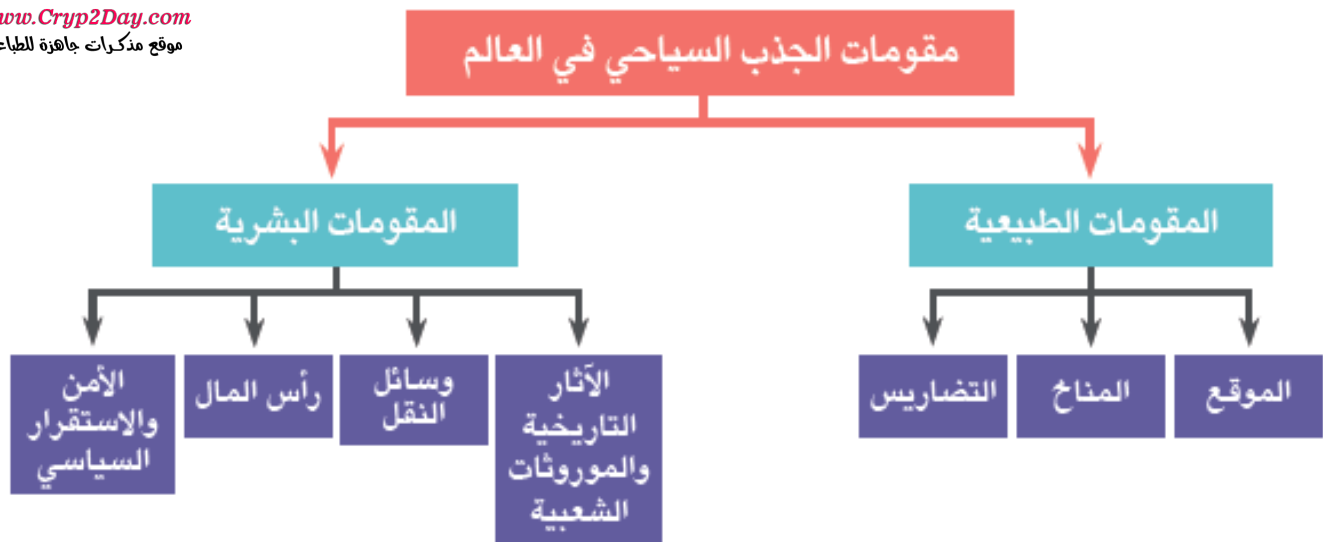 www.Cryp2Day.com
موقع مذكرات جاهزة للطباع
مقومات الجذب السياحي في العالم
المقومات الطبيعية
المقومات البشرية
الموقع
المناخ
التضاريس
الآثار
التاريخية
والموروثات
الشعبية
وسائل
النقل
رأس المال
الأمن
والاستقرار
السياسي